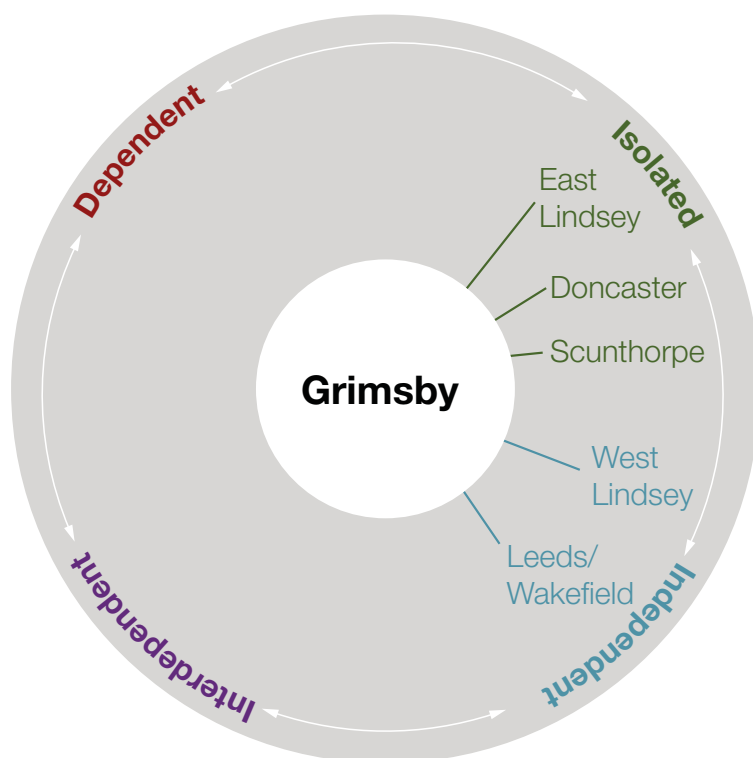 Dependent
Isolated
East
Lindsey
Doncaster
Scunthorpe
Grimsby
West
Lindsey
Leeds/
Wakefield
Interdependent
Independent